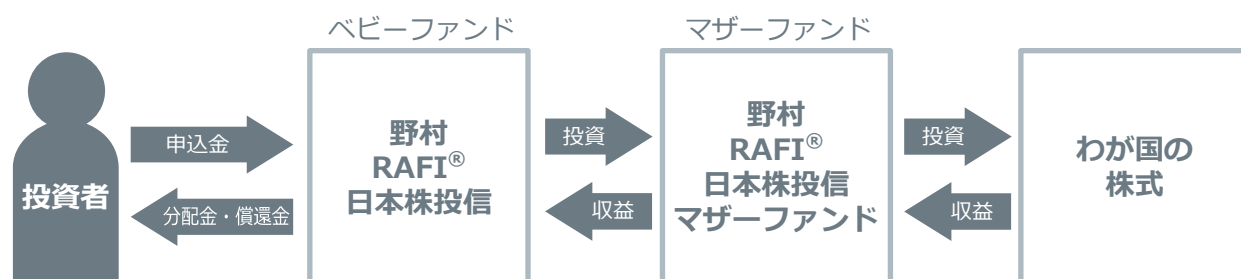 ベビーファンド
マザーファンド
投資者
申込金
分配金・償還金
野村
RAFI®
日本株投信
投資
収益
野村
RAFI®
日本株投信
マザーファンド
投資
収益
わが国の
株式